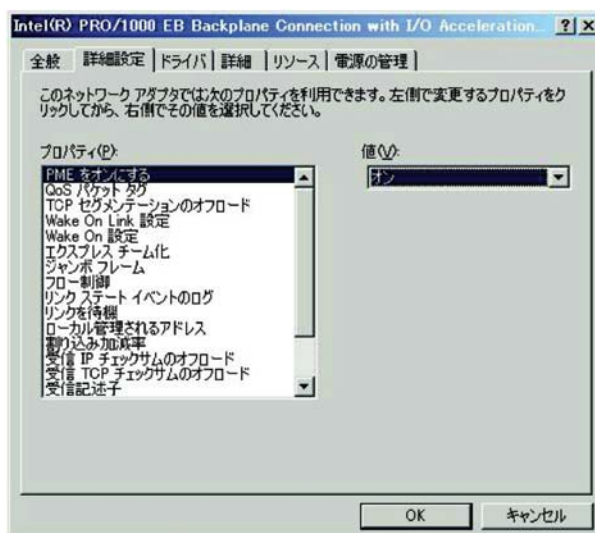 Intel(R) PRO/1000 EB Backplane Connection with I/O Acceleration...
全般 詳細設定 ドライバ 詳細 リソース 電源の管理
このネットワーク アダプタでは次のプロパティを利用できます。左側で変更するプロパティをク
リックしてから、右側でその値を選択してください。
プロパティ(P): 値(V):
PME をオンにする オン
QoS パケット タグ
TCP セグメンテーションのオフロード
Wake On Link 設定
Wake On 設定
エクスプレス チーム化
ジャンボ フレーム
フロー制御
リンク ステート イベントのログ
リンクを待機
ローカル管理されるアドレス
割り込み加減率
受信 IP チェックサムのオフロード
受信 TCP チェックサムのオフロード
受信記述子
OK キャンセル